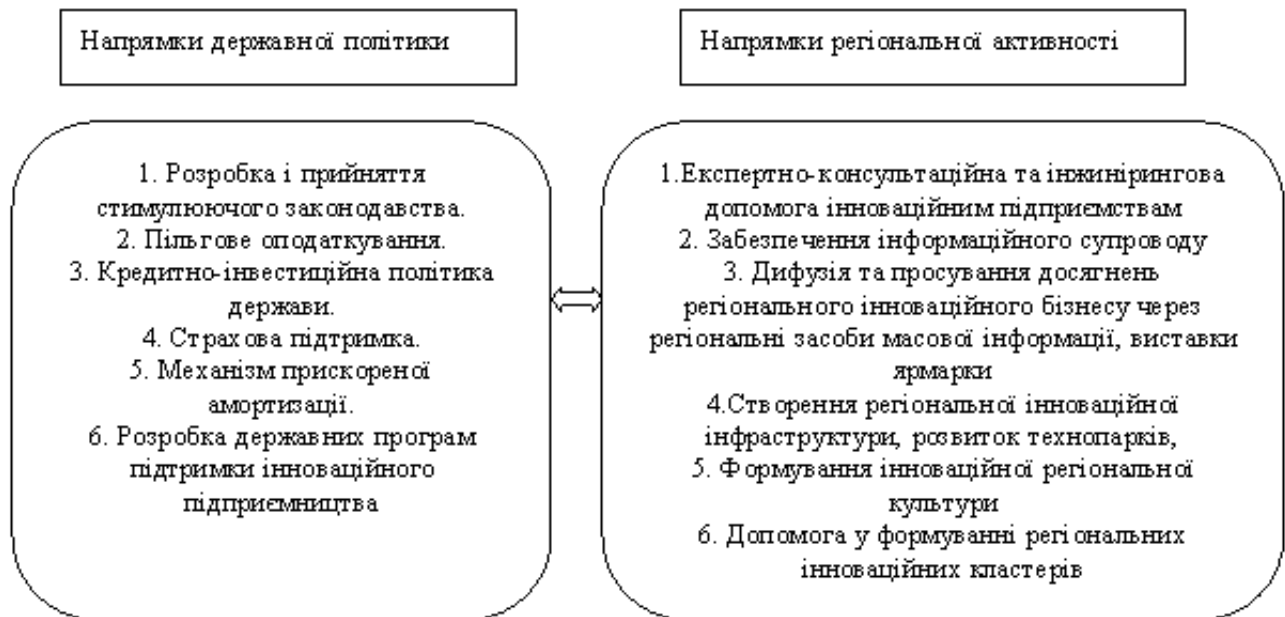 Напрямки державної політики
Напрямки регіональної активності
1. Розробка і прийняття
стимулюючого законодавства.
2. Пільгове оподаткування.
3. Кредитно-інвестиційна політика
держави.
4. Страхова підтримка.
5. Механізм прискореної
амортизації.
6. Розробка державних програм
підтримки інноваційного
підприємництва
1.Експертно-консультаційна та інжинірингова
допомога інноваційним підприємствам
2. Забезпечення інформаційного супроводу
3. Дифузія та просування досягнень
регіонального інноваційного бізнесу через
регіональні засоби масової інформації, виставки
ярмарки
4.Створення регіональної інноваційної
інфраструктури, розвиток технопарків,
5. Формування інноваційної регіональної
культури
6. Допомога у формуванні регіональних
інноваційних кластерів